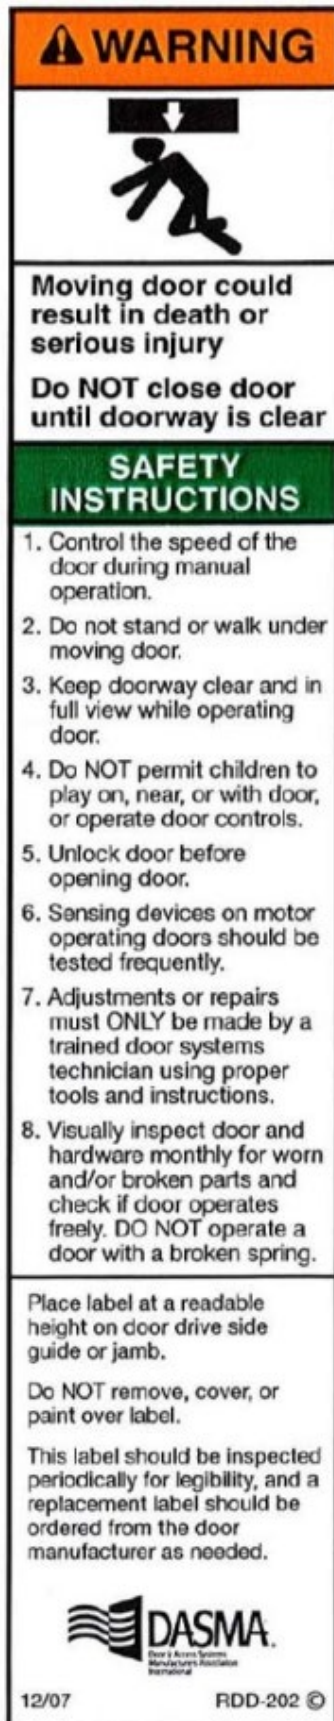 WARNING
Moving door could
result in death or
serious injury
Do NOT close door
until doorway is clear
SAFETY
INSTRUCTIONS
1. Control the speed of the
door during manual
operation.
2. Do not stand or walk under
moving door.
3. Keep doorway clear and in
full view while operating
door.
4. Do NOT permit children to
play on, near, or with door,
or operate door controls.
5. Unlock door before
opening door.
6. Sensing devices on motor
operating doors should be
tested frequently.
7. Adjustments or repairs
must ONLY be made by a
trained door systems
technician using proper
tools and instructions.
8. Visually inspect door and
hardware monthly for worn
and/or broken parts and
check if door operates
freely. DO NOT operate a
door with a broken spring.
Place label at a readable
height on door drive side
guide or jamb.
Do NOT remove, cover, or
paint over label.
This label should be inspected
periodically for legibility, and a
replacement label should be
ordered from the door
manufacturer as needed.
DASMA.
Door & Access Systems
Manufacturers Association
International
12/07 RDD-202 ©